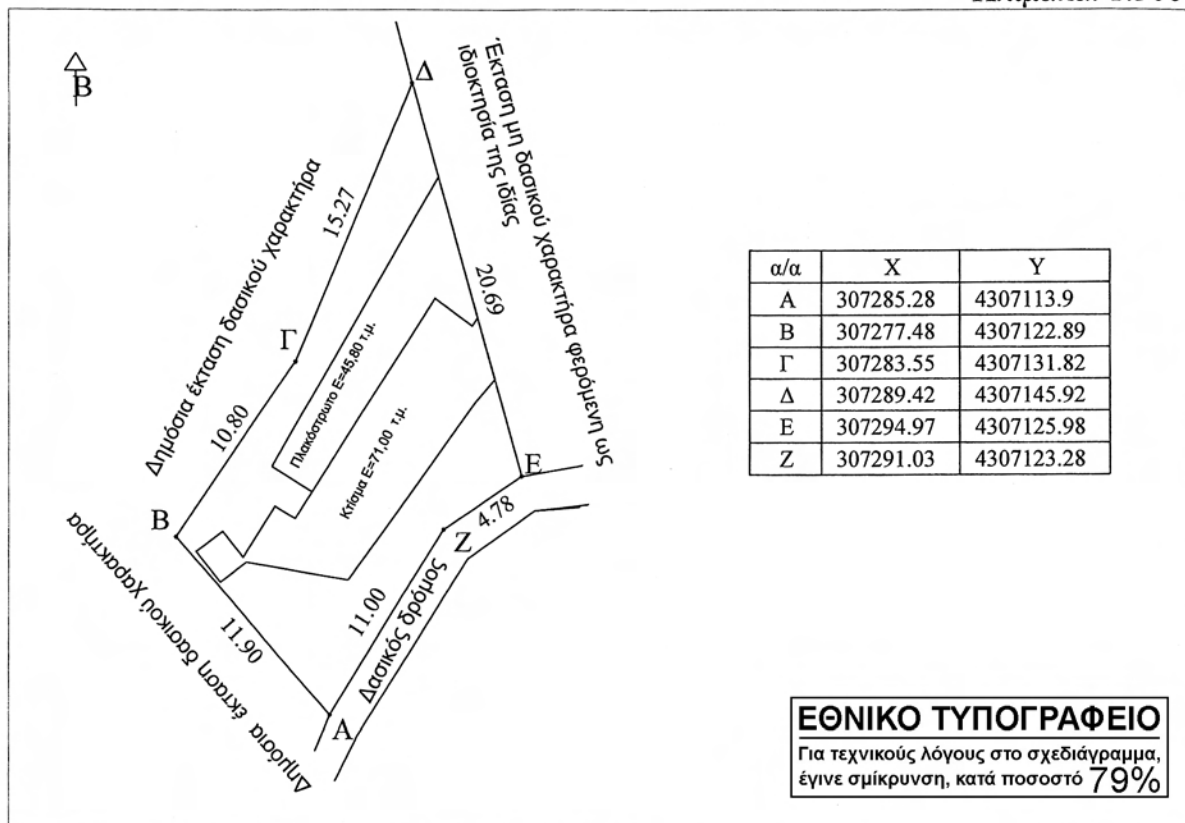 Β
Δ
Έκταση μη δασικού χαρακτήρα φερόμενη ως
ιδιοκτησία της ιδίας
Δημόσια έκταση δασικού χαρακτήρα
15.27
20.69
Γ
10.80
Πλακόστρωτο Ε=45,80 τ.μ.
Κτίσμα Ε=71,00 τ.μ.
Ε
4.78
Ζ
Β
Δημόσια έκταση δασικού Χαρακτήρα
11.90
11.00
Δασικός δρόμος
Α
α/α Χ Υ
Α 307285.28 4307113.9
Β 307277.48 4307122.89
Γ 307283.55 4307131.82
Δ 307289.42 4307145.92
Ε 307294.97 4307125.98
Ζ 307291.03 4307123.28
ΕΘΝΙΚΟ ΤΥΠΟΓΡΑΦΕΙΟ
Για τεχνικούς λόγους στο σχεδιάγραμμα,
έγινε σμίκρυνση, κατά ποσοστό 79%